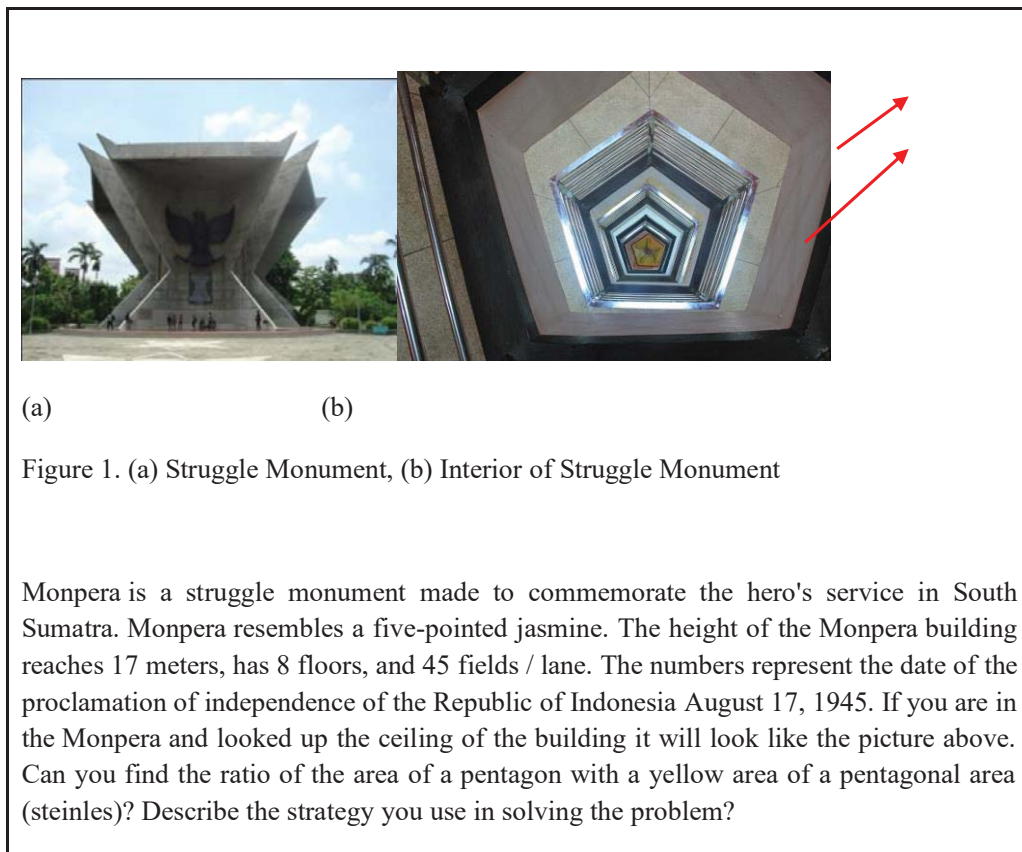 (a) (b)
Figure 1. (a) Struggle Monument, (b) Interior of Struggle Monument
Monpera is a struggle monument made to commemorate the hero's service in South
Sumatra. Monpera resembles a five-pointed jasmine. The height of the Monpera building
reaches 17 meters, has 8 floors, and 45 fields / lane. The numbers represent the date of the
proclamation of independence of the Republic of Indonesia August 17, 1945. If you are in
the Monpera and looked up the ceiling of the building it will look like the picture above.
Can you find the ratio of the area of a pentagon with a yellow area of a pentagonal area
(steinles)? Describe the strategy you use in solving the problem?